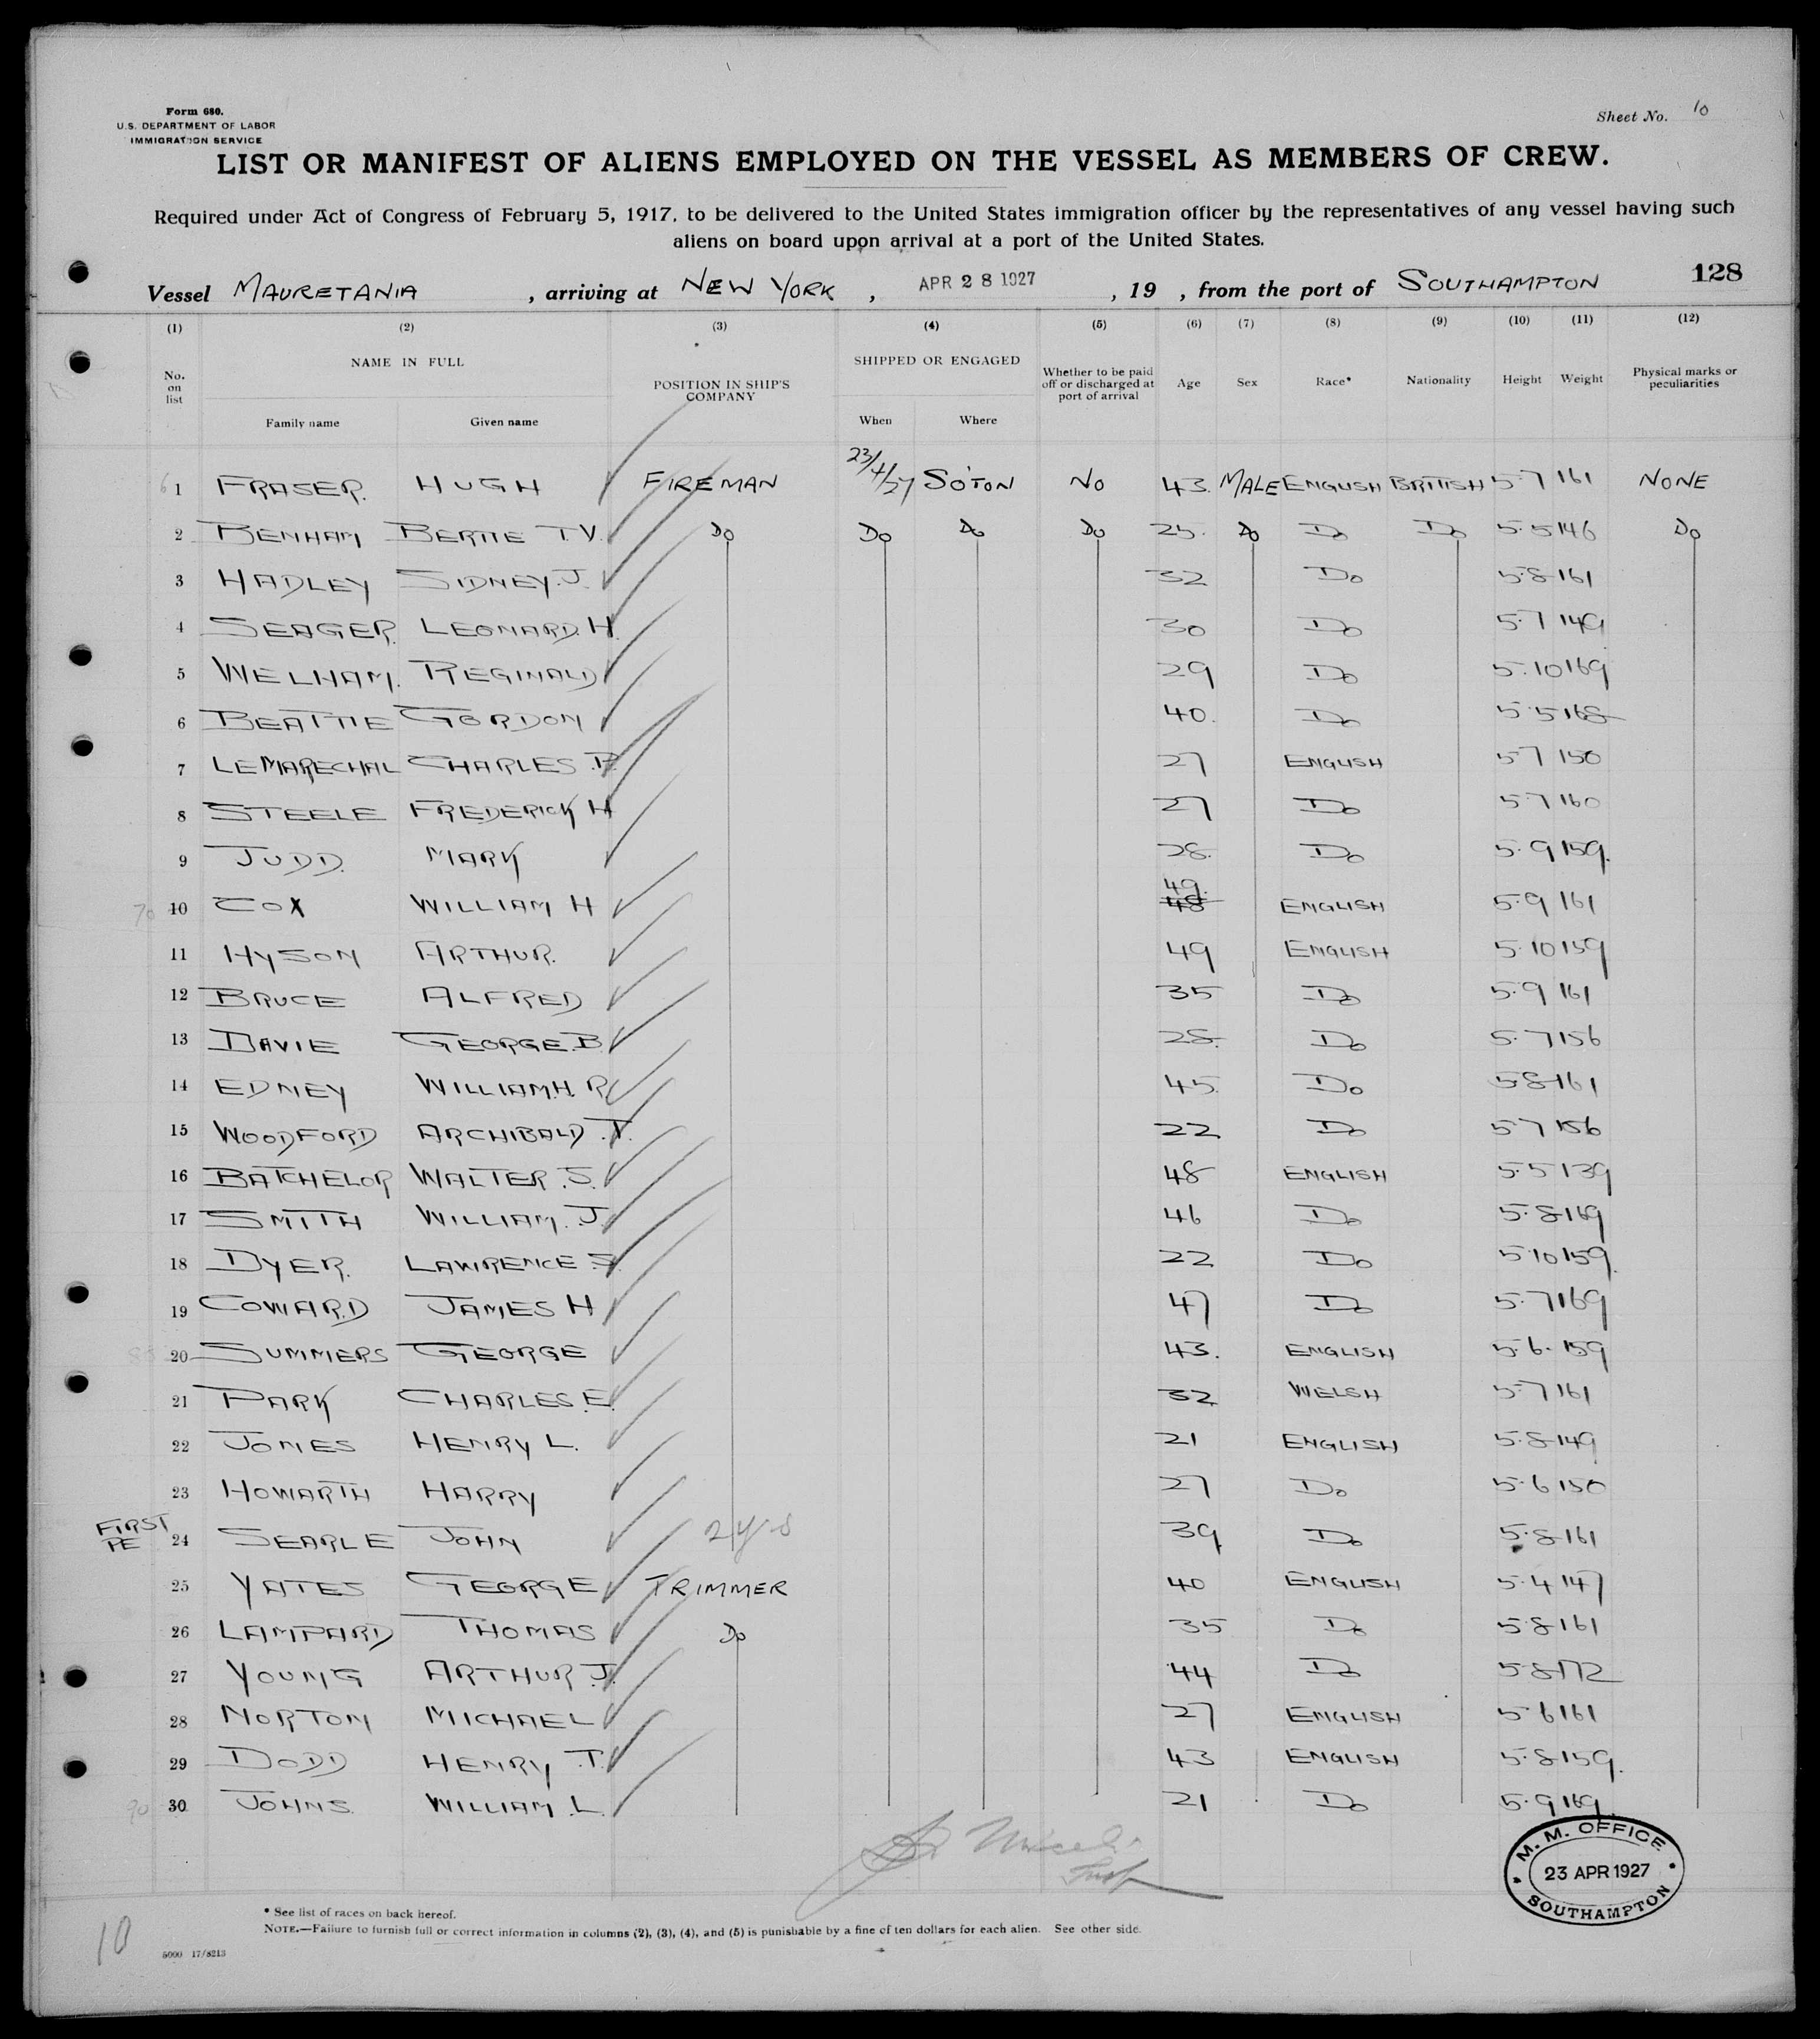 Form 680.
U.S. DEPARTMENT OF LABOR
IMMIGRATION SERVICE
Sheet No. 10
LIST OR MANIFEST OF ALIENS EMPLOYED ON THE VESSEL AS MEMBERS OF CREW.
Required under Act of Congress of February 5, 1917, to be delivered to the United States immigration officer by the representatives of any vessel having such
aliens on board upon arrival at a port of the United States.
Vessel MAURETANIA , arriving at NEW YORK , APR 28 1927 , 19 , from the port of SOUTHAMPTON 128
(1) (2) (3) (4) (5) (6) (7) (8) (9) (10) (11) (12)
No. on list NAME IN FULL Family name Given name POSITION IN SHIP'S COMPANY SHIPPED OR ENGAGED When Where Whether to be paid off or discharged at port of arrival Age Sex Race* Nationality Height Weight Physical marks or peculiarities
1 FRASER. HUGH FIREMAN 23/4/27 SO'TON NO 43. MALE ENGLISH BRITISH 5-7 161 NONE
2 BENHAM BERTIE T.V. Do Do Do Do 25. Do Do Do 5.5 146 Do
3 HADLEY SIDNEY.J. 32 Do 5.8 161
4 SEAGER. LEONARD.H. 30 Do 5.7 149
5 WELHAM. REGINALD 29 Do 5.10 169
6 BEATTIE GORDON 40. Do 5.5 168
7 LEMARECHAL CHARLES .P. 27 ENGLISH 5 7 150
8 STEELE FREDERICK H 27 Do 5.7 160
9 JUDD. MARK 28. Do 5.9 159.
70 10 COX WILLIAM H 49. 48 ENGLISH 5.9 161
11 HYSON ARTHUR. 49 ENGLISH 5.10 159
12 BRUCE ALFRED 35 Do 5.9 161
13 DAVIE GEORGE.B. 28. Do 5.7 156
14 EDNEY WILLIAM.H. R 45. Do 5.8 161
15 WOODFORD ARCHIBALD .T. 22 Do 5 7 156
16 BATCHELOR WALTER .S. 48 ENGLISH 5.5 139
17 SMITH WILLIAM. J. 46 Do 5.8 169
18 DYER. LAWRENCE S. 22 Do 5.10 159.
19 COWARD JAMES H 47 Do 5.7 169
20 SUMMERS GEORGE 43. ENGLISH 5.6. 159
21 PARK CHARLES.E. 32 WELSH 5.7 161
22 JONES HENRY L. 21 ENGLISH 5.8 149
23 HOWARTH HARRY 27 Do 5.6 150
FIRST
PE 24 SEARLE JOHN 39 Do 5.8 161
25 YATES GEORGE TRIMMER 40 ENGLISH 5.4 147
26 LAMPARD THOMAS Do 35 Do 5.8 161
27 YOUNG ARTHUR J. 44 Do 5.8 172
28 NORTON MICHAEL 27 ENGLISH 5.6 161
29 DODD HENRY .T. 43 ENGLISH 5.8 159.
90 30 JOHNS. WILLIAM .L. 21 Do 5.9 169.
M. M. OFFICE
23 APR 1927
SOUTHAMPTON
* See list of races on back hereof.
NOTE.—Failure to furnish full or correct information in columns (2), (3), (4), and (5) is punishable by a fine of ten dollars for each alien. See other side.
10
5000 17/8213